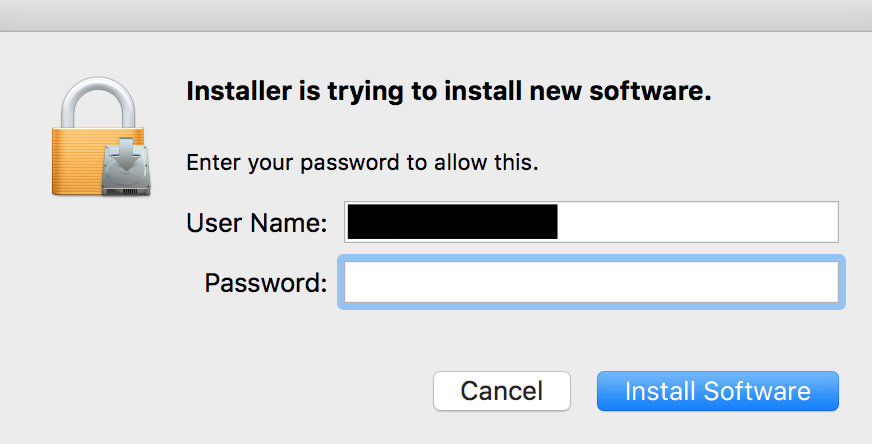 Installer is trying to install new software.
Enter your password to allow this.
User Name:
Password:
Cancel
Install Software